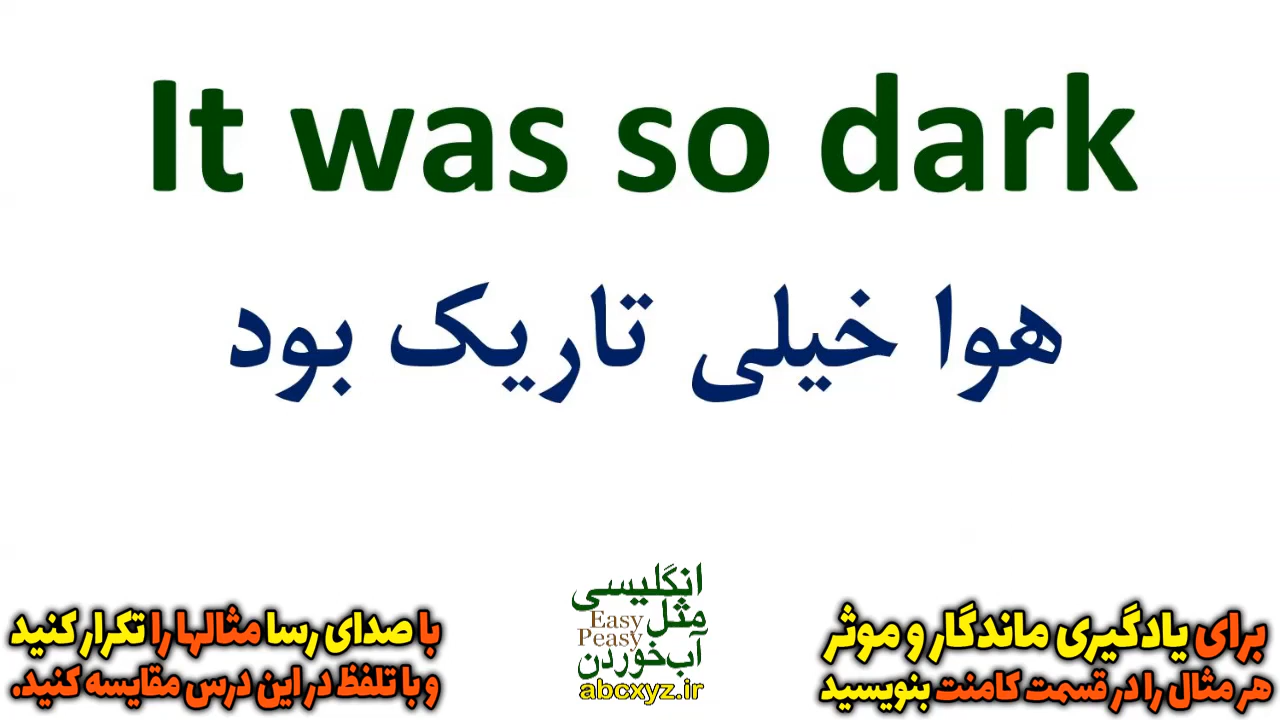 It was so dark
هوا خیلی تاریک بود
برای یادگیری ماندگار و موثر
هر مثال را در قسمت کامنت بنویسید
انگلیسی
مثل
Easy
Peasy
آب خوردن
abcxyz.ir
با صدای رسا مثالها را تکرار کنید
و با تلفظ در این درس مقایسه کنید.